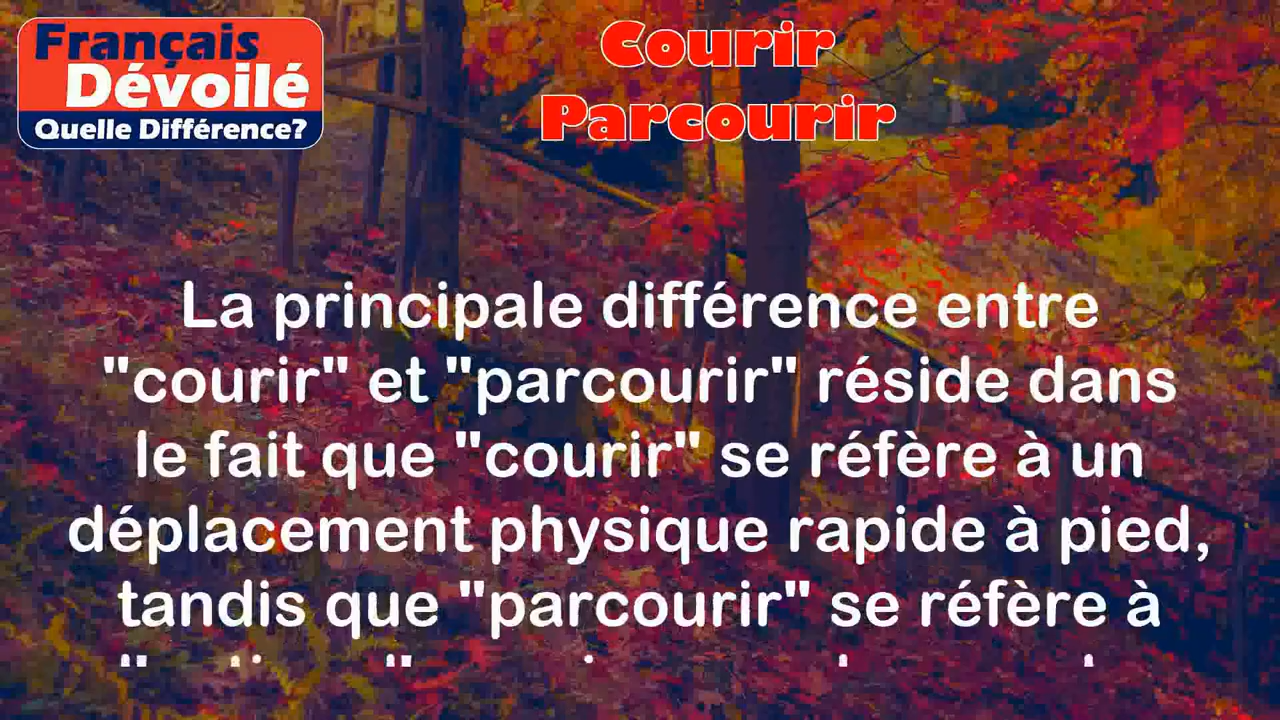 Français
Dévoilé
Quelle Différence?
Courir
Parcourir
La principale différence entre
"courir" et "parcourir" réside dans
le fait que "courir" se réfère à un
déplacement physique rapide à pied,
tandis que "parcourir" se réfère à